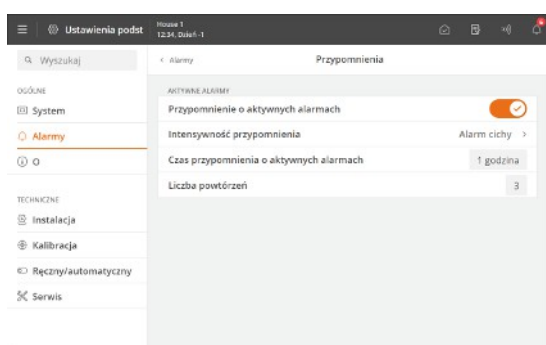 Ustawienia podst
House 1
12:34, Dzień -1
Wyszukaj
Alarmy
Przypomnienia
OGÓLNE
System
Alarmy
O
TECHNICZNE
Instalacja
Kalibracja
Ręczny/automatyczny
Serwis
AKTYWNE ALARMY
Przypomnienie o aktywnych alarmach
Intensywność przypomnienia Alarm cichy
Czas przypomnienia o aktywnych alarmach 1 godzina
Liczba powtórzeń 3